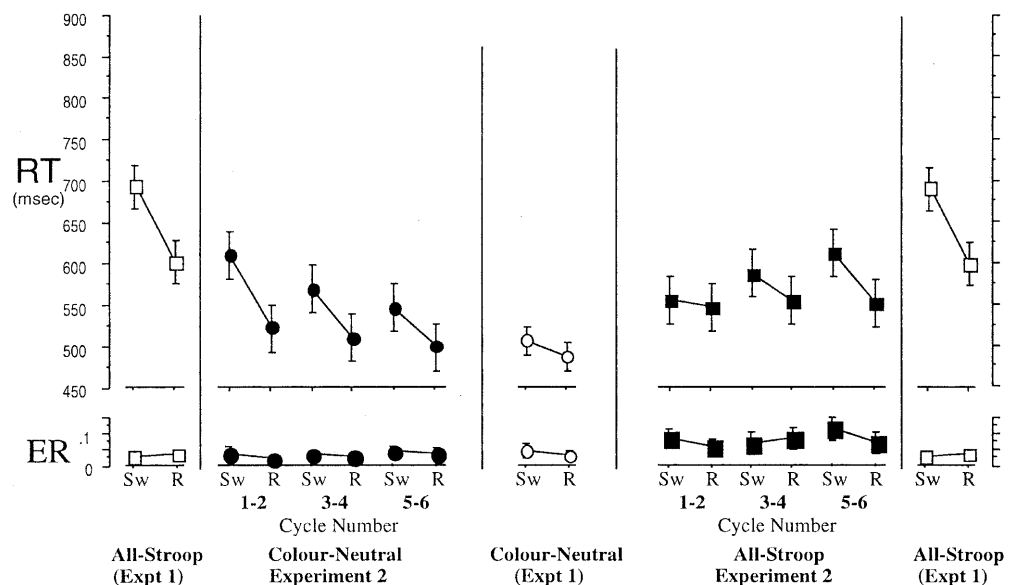 900
850
800
750
700
650
600
550
500
450
RT
(msec)
ER
.1
0
Sw R Sw R Sw R Sw R Sw R Sw R Sw R Sw R Sw R
1-2 3-4 5-6 1-2 3-4 5-6
Cycle Number Cycle Number
All-Stroop Colour-Neutral Colour-Neutral All-Stroop All-Stroop
(Expt 1) Experiment 2 (Expt 1) Experiment 2 (Expt 1)